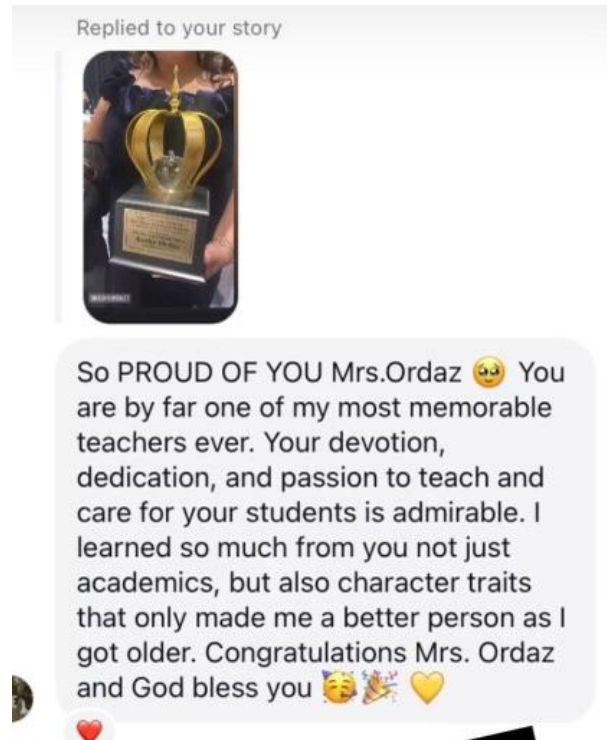 Replied to your story
So PROUD OF YOU Mrs.Ordaz 🥹 You
are by far one of my most memorable
teachers ever. Your devotion,
dedication, and passion to teach and
care for your students is admirable. I
learned so much from you not just
academics, but also character traits
that only made me a better person as I
got older. Congratulations Mrs. Ordaz
and God bless you 🥳🎉💛